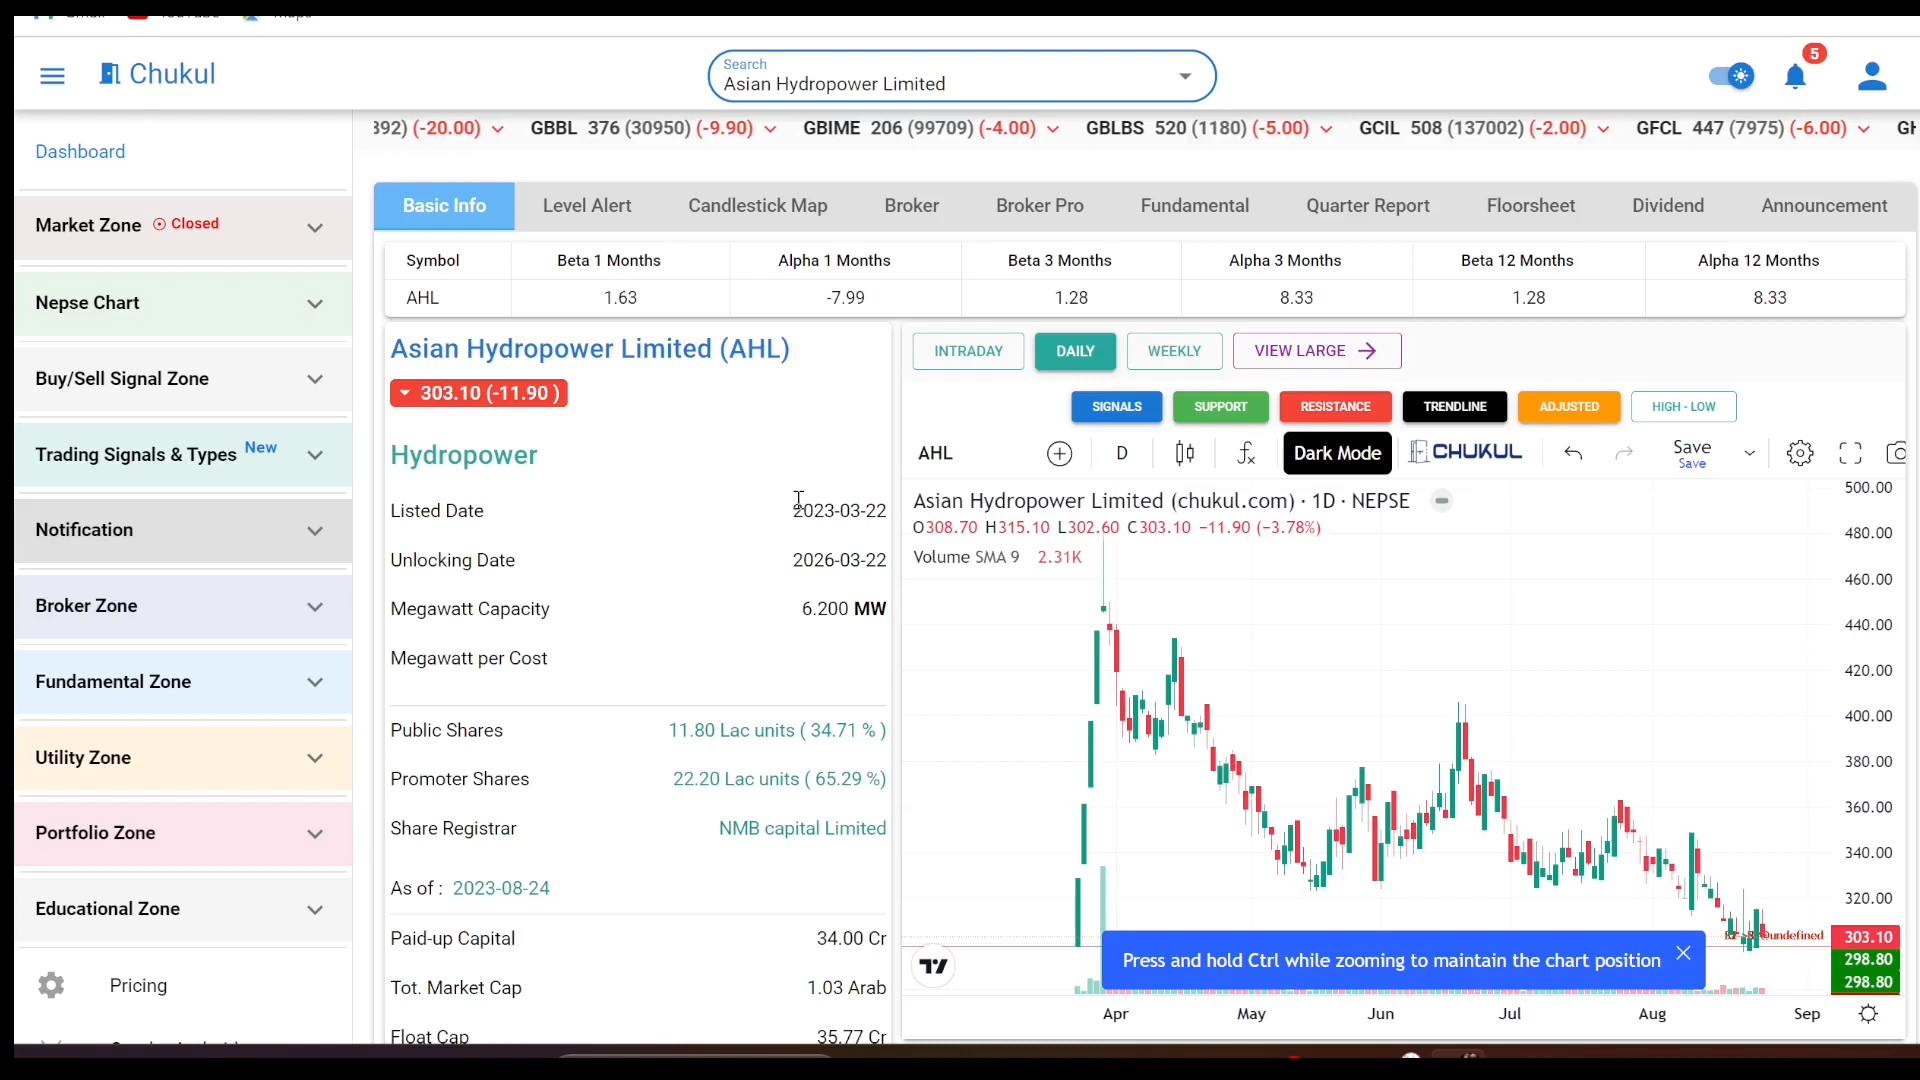 Chukul
Search
Asian Hydropower Limited
5
392) (-20.00) GBBL 376 (30950) (-9.90) GBIME 206 (99709) (-4.00) GBLBS 520 (1180) (-5.00) GCIL 508 (137002) (-2.00) GFCL 447 (7975) (-6.00)
Dashboard
Market Zone Closed
Nepse Chart
Buy/Sell Signal Zone
Trading Signals & Types New
Notification
Broker Zone
Fundamental Zone
Utility Zone
Portfolio Zone
Educational Zone
Pricing
Basic Info Level Alert Candlestick Map Broker Broker Pro Fundamental Quarter Report Floorsheet Dividend Announcement
Symbol Beta 1 Months Alpha 1 Months Beta 3 Months Alpha 3 Months Beta 12 Months Alpha 12 Months
AHL 1.63 -7.99 1.28 8.33 1.28 8.33
Asian Hydropower Limited (AHL)
303.10 (-11.90 )
Hydropower
Listed Date 2023-03-22
Unlocking Date 2026-03-22
Megawatt Capacity 6.200 MW
Megawatt per Cost
Public Shares 11.80 Lac units ( 34.71 % )
Promoter Shares 22.20 Lac units ( 65.29 %)
Share Registrar NMB capital Limited
As of : 2023-08-24
Paid-up Capital 34.00 Cr
Tot. Market Cap 1.03 Arab
Float Cap 35.77 Cr
INTRADAY DAILY WEEKLY VIEW LARGE
SIGNALS SUPPORT RESISTANCE TRENDLINE ADJUSTED HIGH - LOW
AHL D Dark Mode CHUKUL Save
Save
Asian Hydropower Limited (chukul.com) · 1D · NEPSE
O308.70 H315.10 L302.60 C303.10 −11.90 (−3.78%)
Volume SMA 9 2.31K
500.00
480.00
460.00
440.00
420.00
400.00
380.00
360.00
340.00
320.00
303.10
298.80
298.80
Press and hold Ctrl while zooming to maintain the chart position
Apr May Jun Jul Aug Sep